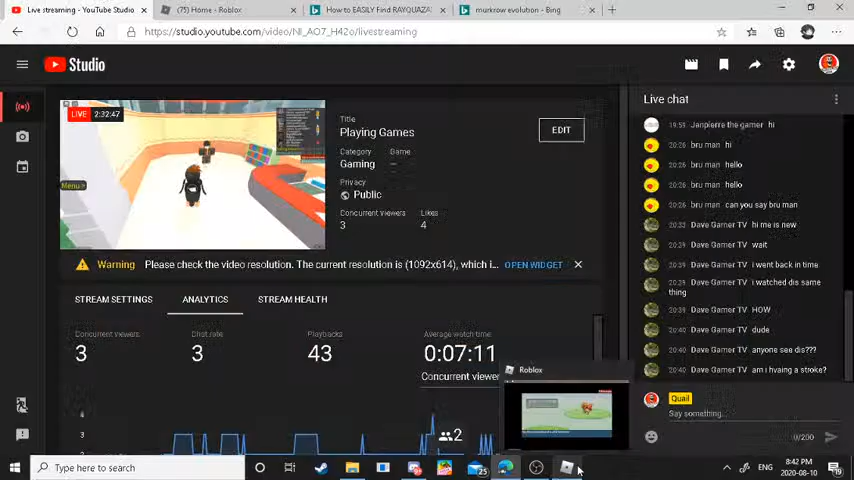 Live streaming - YouTube Studio
(75) Home - Roblox
How to EASILY Find RAYQUAZA!
murkrow evolution - Bing
https://studio.youtube.com/video/NI_AO7_H42o/livestreaming
Studio
LIVE 2:32:47
Menu
Title
Playing Games
EDIT
Category Game
Gaming —
Privacy
Public
Concurrent viewers Likes
3 4
Warning Please check the video resolution. The current resolution is (1092x614), which i... OPEN WIDGET
STREAM SETTINGS ANALYTICS STREAM HEALTH
Concurrent viewers Chat rate Playbacks Average watch time
3 3 43 0:07:11
Concurrent viewer
2
Roblox
Live chat
19:59 Janpierre the gamer hi
20:26 bru man hi
20:26 bru man hello
20:26 bru man hello
20:26 bru man can you say bru man
20:33 Dave Gamer TV hi me is new
20:39 Dave Gamer TV wait
20:39 Dave Gamer TV i went back in time
20:39 Dave Gamer TV i watched dis same
thing
20:39 Dave Gamer TV HOW
20:40 Dave Gamer TV dude
20:40 Dave Gamer TV anyone see dis???
20:40 Dave Gamer TV am i hvaing a stroke?
Quail
Say something...
0/200
Type here to search
25
ENG
8:42 PM
2020-08-10
19